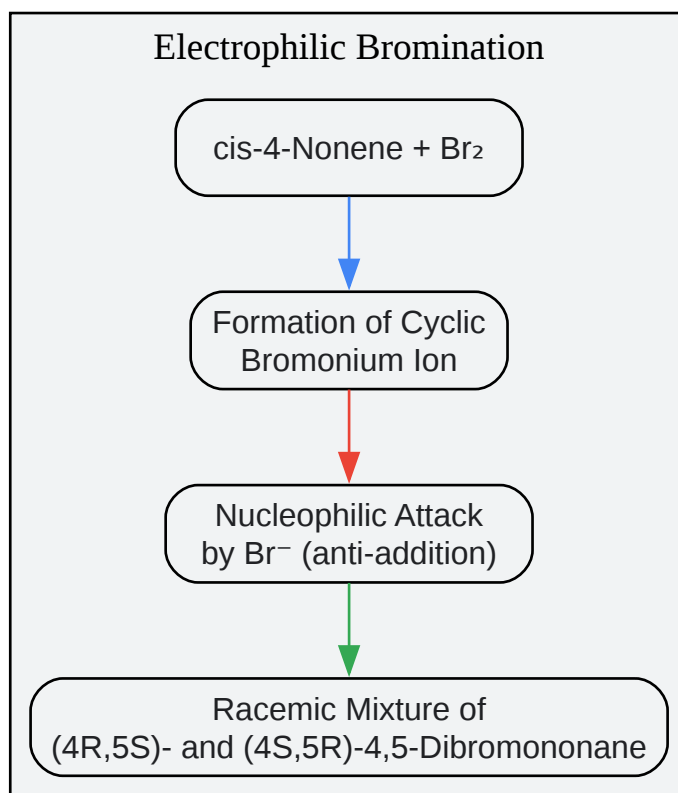 Electrophilic Bromination
cis-4-Nonene + Br₂
Formation of Cyclic
Bromonium Ion
Nucleophilic Attack
by Br⁻ (anti-addition)
Racemic Mixture of
(4R,5S)- and (4S,5R)-4,5-Dibromononane